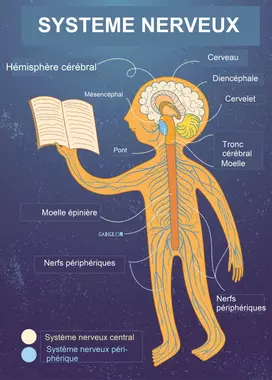 SYSTEME NERVEUX
Cerveau
Hémisphère cérébral
Diencéphale
Mésencéphal
Cervelet
Pont
Tronc
cérébral
Moelle
Moelle épinière
Nerfs périphériques
Nerfs
périphériques
Système nerveux central
Système nerveux péri-
phérique